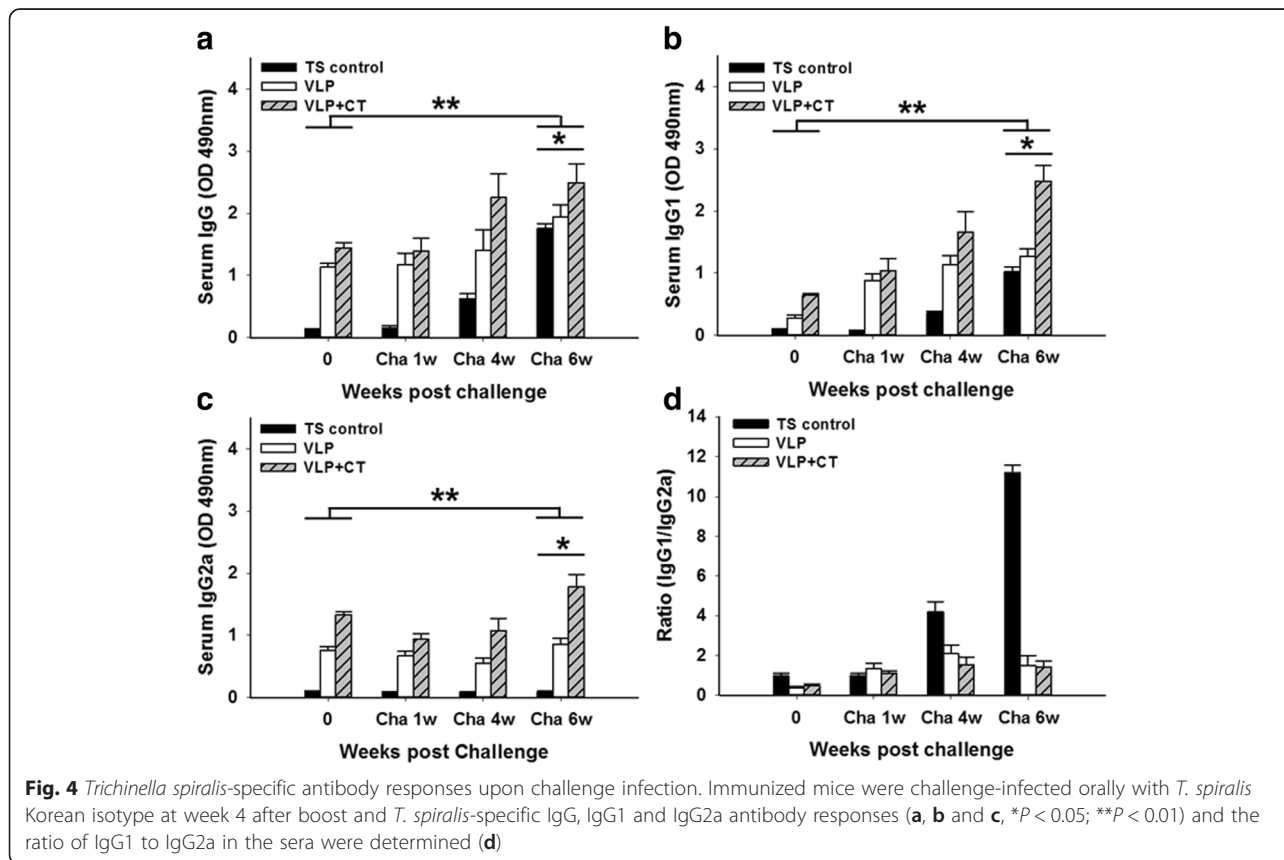 a
TS control
VLP
VLP+CT
Serum IgG (OD 490nm)
4
3
2
1
0
**
*
0 Cha 1w Cha 4w Cha 6w
Weeks post challenge
b
TS control
VLP
VLP+CT
Serum IgG1 (OD 490nm)
4
3
2
1
0
**
*
0 Cha 1w Cha 4w Cha 6w
Weeks post challenge
c
TS control
VLP
VLP+CT
Serum IgG2a (OD 490nm)
4
3
2
1
0
**
*
0 Cha 1w Cha 4w Cha 6w
Weeks post Challenge
d
TS control
VLP
VLP+CT
Ratio (IgG1/IgG2a)
14
12
10
8
6
4
2
0
0 Cha 1w Cha 4w Cha 6w
Weeks post challenge
Fig. 4 Trichinella spiralis-specific antibody responses upon challenge infection. Immunized mice were challenge-infected orally with T. spiralis
Korean isotype at week 4 after boost and T. spiralis-specific IgG, IgG1 and IgG2a antibody responses (a, b and c, *P < 0.05; **P < 0.01) and the
ratio of IgG1 to IgG2a in the sera were determined (d)